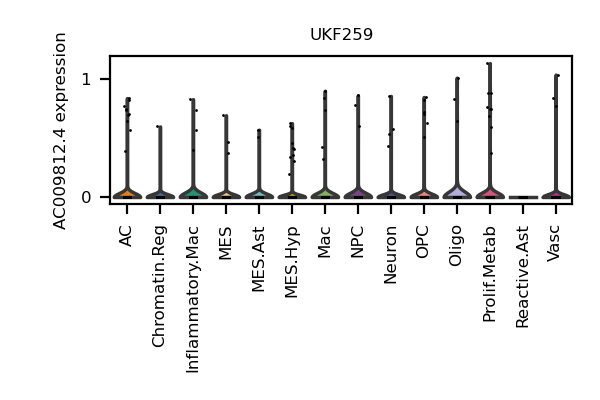 UKF259
AC009812.4 expression
1
0
AC
Chromatin.Reg
Inflammatory.Mac
MES
MES.Ast
MES.Hyp
Mac
NPC
Neuron
OPC
Oligo
Prolif.Metab
Reactive.Ast
Vasc